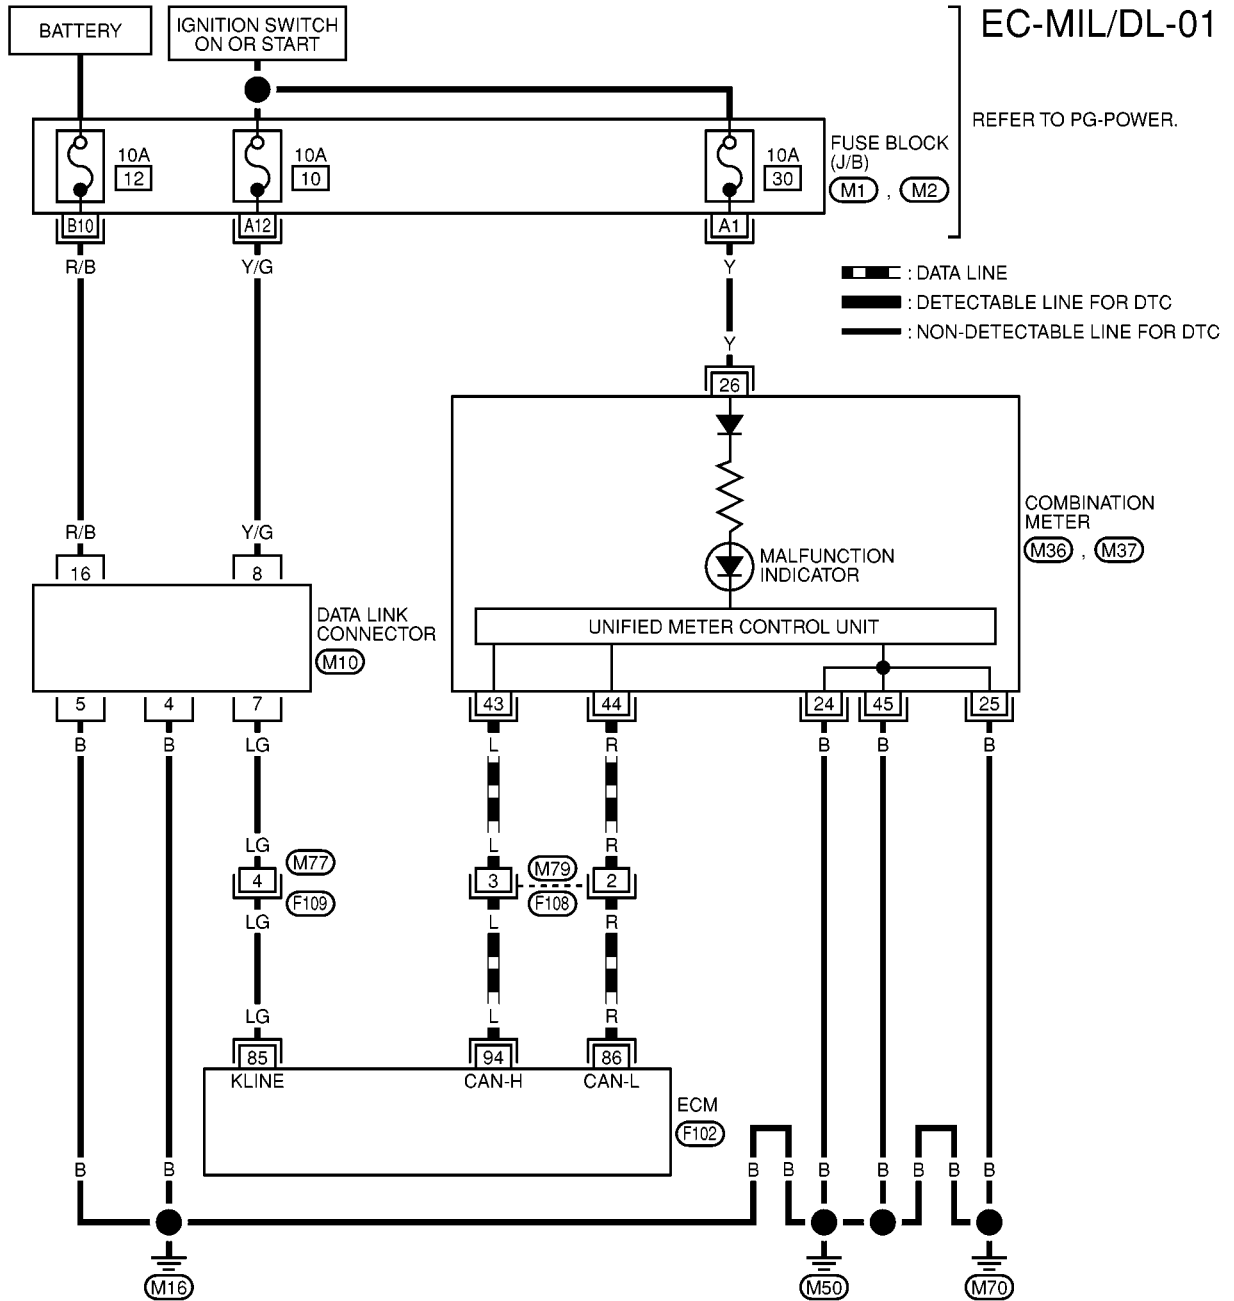 BATTERY
IGNITION SWITCH
ON OR START
EC-MIL/DL-01
REFER TO PG-POWER.
10A
12
10A
10
10A
30
FUSE BLOCK
(J/B)
M1 , M2
B10
A12
A1
R/B
Y/G
Y
: DATA LINE
: DETECTABLE LINE FOR DTC
: NON-DETECTABLE LINE FOR DTC
Y
26
COMBINATION
METER
M36 , M37
R/B
Y/G
16
8
MALFUNCTION
INDICATOR
DATA LINK
CONNECTOR
M10
UNIFIED METER CONTROL UNIT
5
4
7
43
44
24
45
25
B
B
LG
L
R
B
B
B
LG
L
R
M77
4
F109
3
M79
F108
2
LG
L
R
LG
L
R
85
94
86
KLINE
CAN-H
CAN-L
ECM
F102
B
B
B
B
B
B
B
B
B
M16
M50
M70